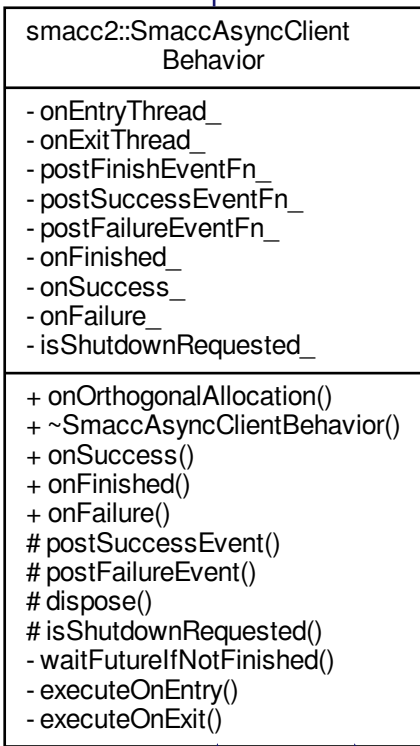 smacc2::SmaccAsyncClient
Behavior
- onEntryThread_
- onExitThread_
- postFinishEventFn_
- postSuccessEventFn_
- postFailureEventFn_
- onFinished_
- onSuccess_
- onFailure_
- isShutdownRequested_
+ onOrthogonalAllocation()
+ ~SmaccAsyncClientBehavior()
+ onSuccess()
+ onFinished()
+ onFailure()
# postSuccessEvent()
# postFailureEvent()
# dispose()
# isShutdownRequested()
- waitFutureIfNotFinished()
- executeOnEntry()
- executeOnExit()